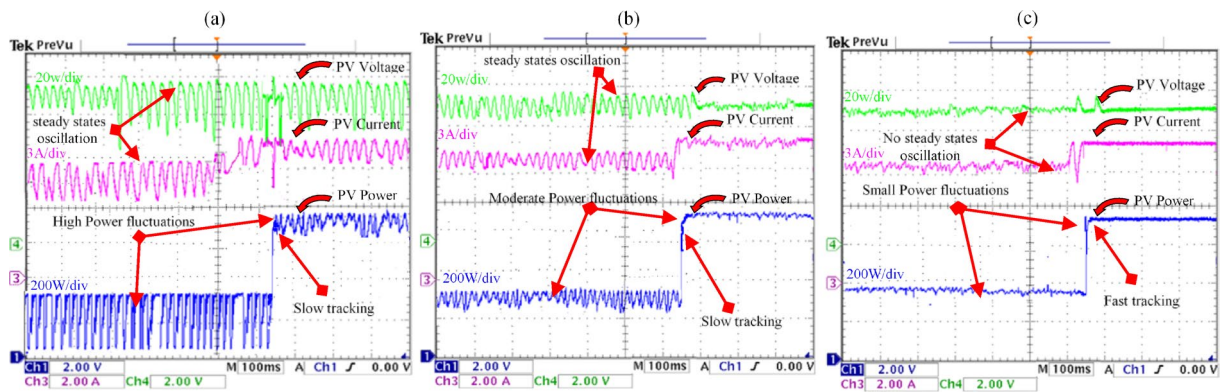 (a)
Tek PreVu
20w/div
PV Voltage
steady states
oscillation
PV Current
3A/div
High Power fluctuations
PV Power
4
3
200W/div
Slow tracking
1
Ch1 2.00 V M 100ms A Ch1 0.00 V
Ch3 2.00 A Ch4 2.00 V
(b)
Tek PreVu
steady states oscillation
20w/div
PV Voltage
PV Current
3A/div
Moderate Power fluctuations
PV Power
4
3
200W/div
Slow tracking
1
Ch1 2.00 V M 100ms A Ch1 0.00 V
Ch3 2.00 A Ch4 2.00 V
(c)
Tek PreVu
PV Voltage
20w/div
PV Current
No steady states
oscillation
3A/div
Small Power fluctuations
PV Power
4
3
200W/div
Fast tracking
1
Ch1 2.00 V M 100ms A Ch1 0.00 V
Ch3 2.00 A Ch4 2.00 V